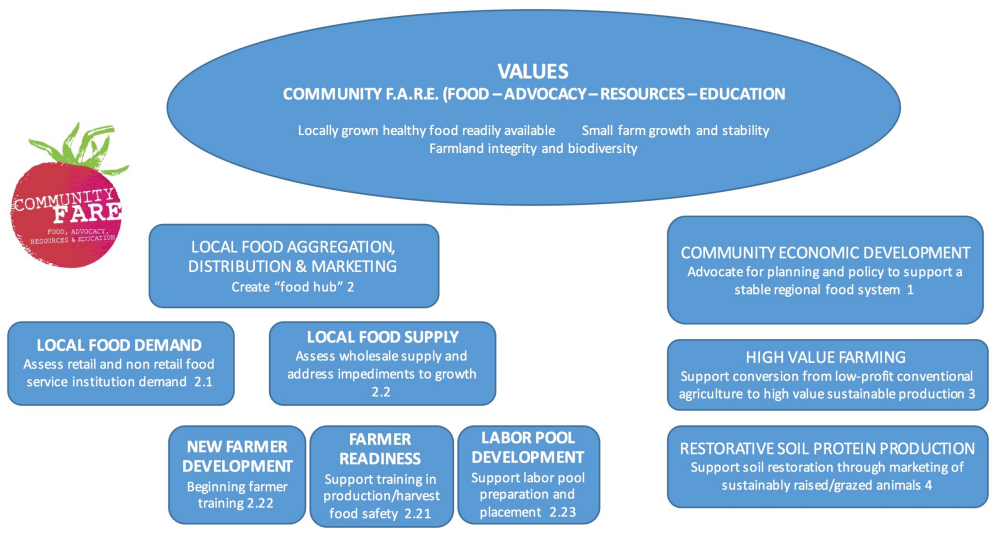 VALUES
COMMUNITY F.A.R.E. (FOOD – ADVOCACY – RESOURCES – EDUCATION
Locally grown healthy food readily available Small farm growth and stability
Farmland integrity and biodiversity
COMMUNITY
FARE
FOOD, ADVOCACY,
RESOURCES & EDUCATION
LOCAL FOOD AGGREGATION,
DISTRIBUTION & MARKETING
Create “food hub” 2
COMMUNITY ECONOMIC DEVELOPMENT
Advocate for planning and policy to support a
stable regional food system 1
LOCAL FOOD DEMAND
Assess retail and non retail food
service institution demand 2.1
LOCAL FOOD SUPPLY
Assess wholesale supply and
address impediments to growth
2.2
HIGH VALUE FARMING
Support conversion from low-profit conventional
agriculture to high value sustainable production 3
NEW FARMER
DEVELOPMENT
Beginning farmer
training 2.22
FARMER
READINESS
Support training in
production/harvest
food safety 2.21
LABOR POOL
DEVELOPMENT
Support labor pool
preparation and
placement 2.23
RESTORATIVE SOIL PROTEIN PRODUCTION
Support soil restoration through marketing of
sustainably raised/grazed animals 4